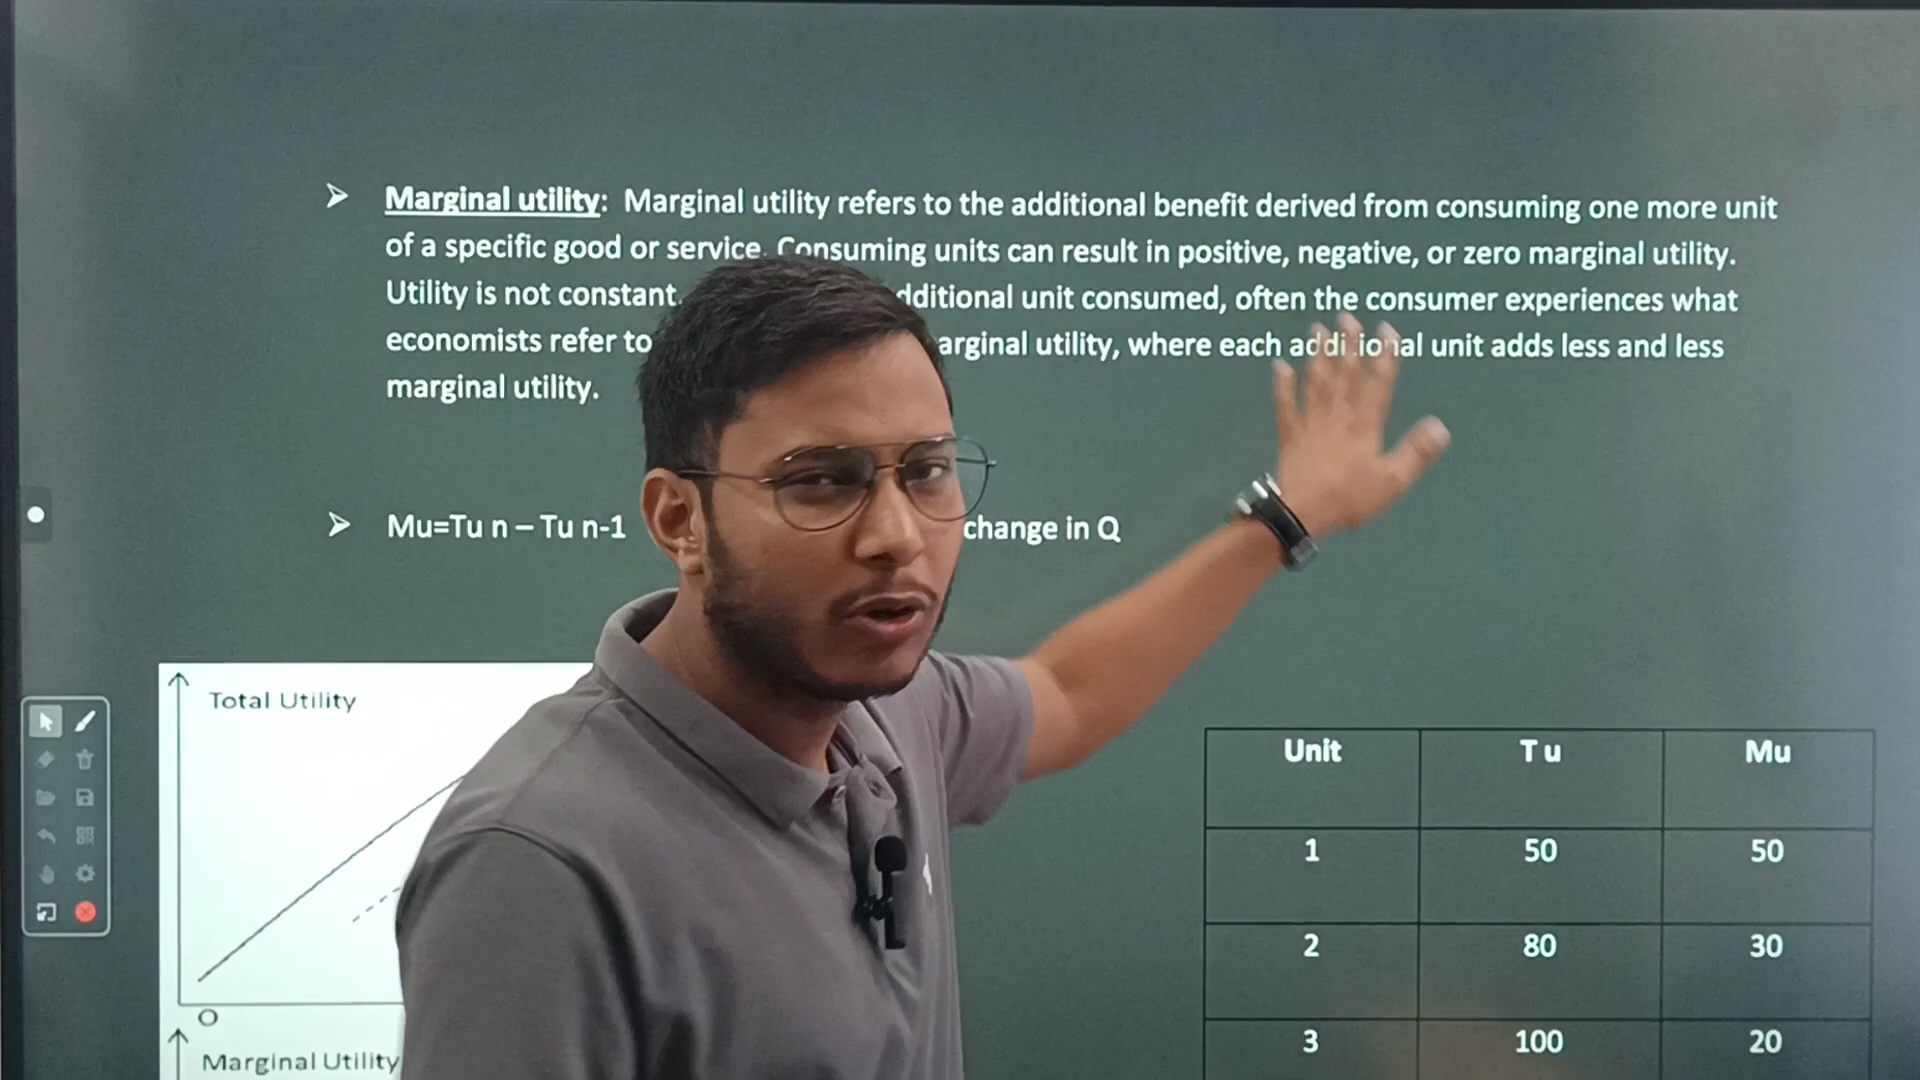 Marginal utility: Marginal utility refers to the additional benefit derived from consuming one more unit
of a specific good or service. Consuming units can result in positive, negative, or zero marginal utility.
Utility is not constant. additional unit consumed, often the consumer experiences what
economists refer to marginal utility, where each additional unit adds less and less
marginal utility.
Mu=Tu n – Tu n-1 change in Q
Total Utility
O
Marginal Utility
Unit Tu Mu
1 50 50
2 80 30
3 100 20